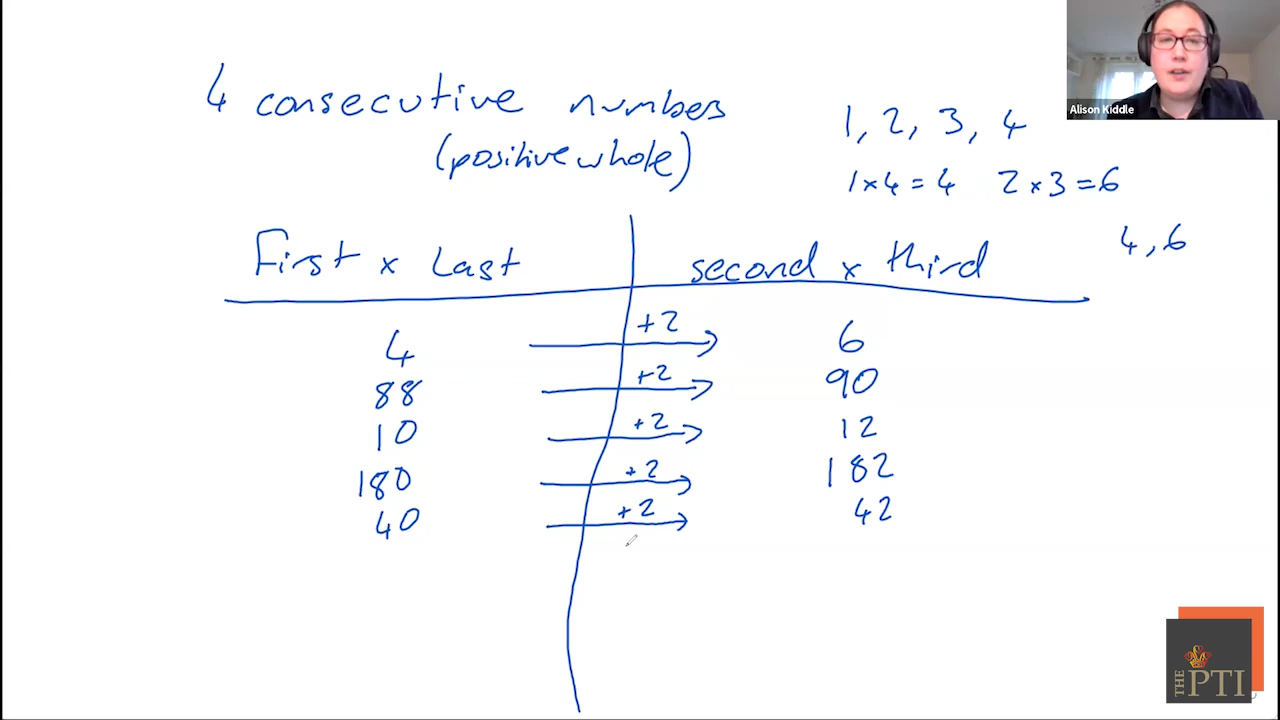 Alison Kiddle
4 consecutive numbers
(positive whole)
1, 2, 3, 4
1 × 4 = 4 2 × 3 = 6
4, 6
First × Last second × third
4 +2 6
88 +2 90
10 +2 12
180 +2 182
40 +2 42
THE PTI